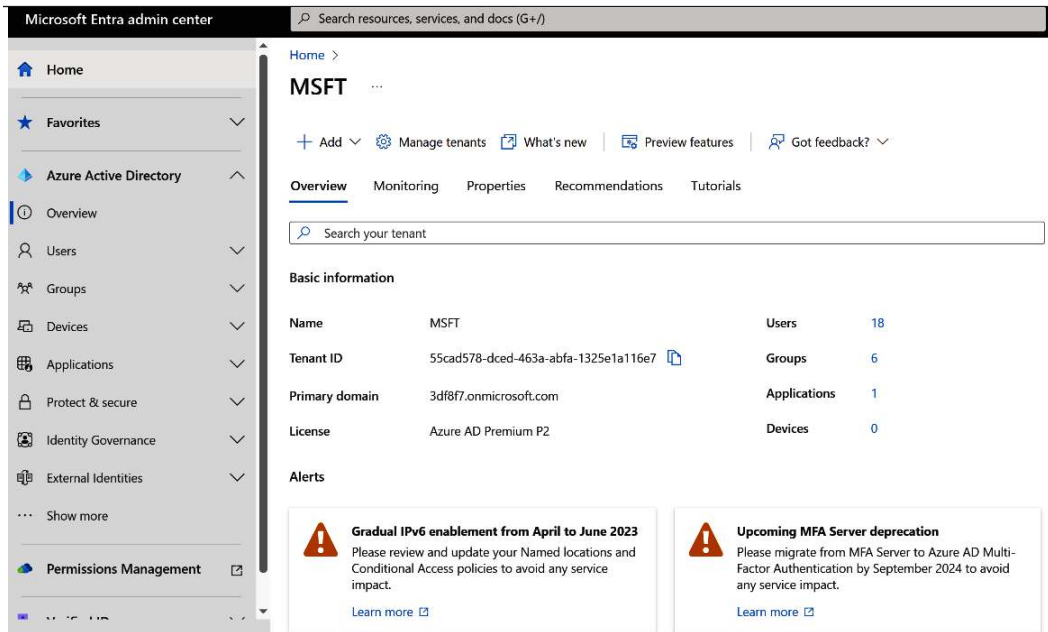 Microsoft Entra admin center
Search resources, services, and docs (G+/)
Home
Favorites
Azure Active Directory
Overview
Users
Groups
Devices
Applications
Protect & secure
Identity Governance
External Identities
Show more
Permissions Management
Home >
MSFT ...
Add
Manage tenants
What's new
Preview features
Got feedback?
Overview
Monitoring
Properties
Recommendations
Tutorials
Search your tenant
Basic information
Name MSFT Users 18
Tenant ID 55cad578-dced-463a-abfa-1325e1a116e7 Groups 6
Primary domain 3df8f7.onmicrosoft.com Applications 1
License Azure AD Premium P2 Devices 0
Alerts
Gradual IPv6 enablement from April to June 2023
Please review and update your Named locations and
Conditional Access policies to avoid any service
impact.
Learn more
Upcoming MFA Server deprecation
Please migrate from MFA Server to Azure AD Multi-
Factor Authentication by September 2024 to avoid
any service impact.
Learn more